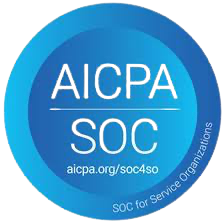 AICPA
SOC
aicpa.org/soc4so
SOC for Service Organizations